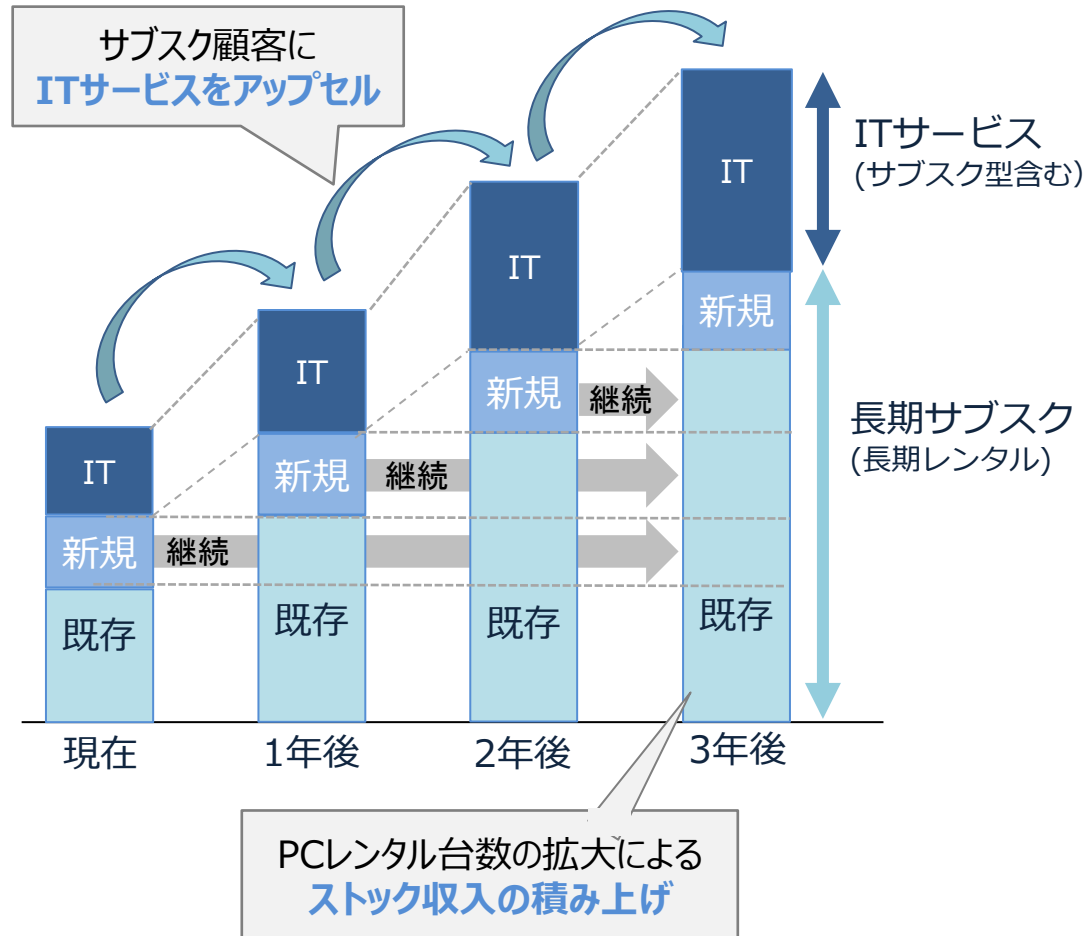 サブスク顧客に
ITサービスをアップセル
IT
ITサービス
(サブスク型含む)
IT
新規
IT
新規
継続
長期サブスク
(長期レンタル)
IT
新規
継続
新規
継続
既存
既存
既存
既存
現在
1年後
2年後
3年後
PCレンタル台数の拡大による
ストック収入の積み上げ